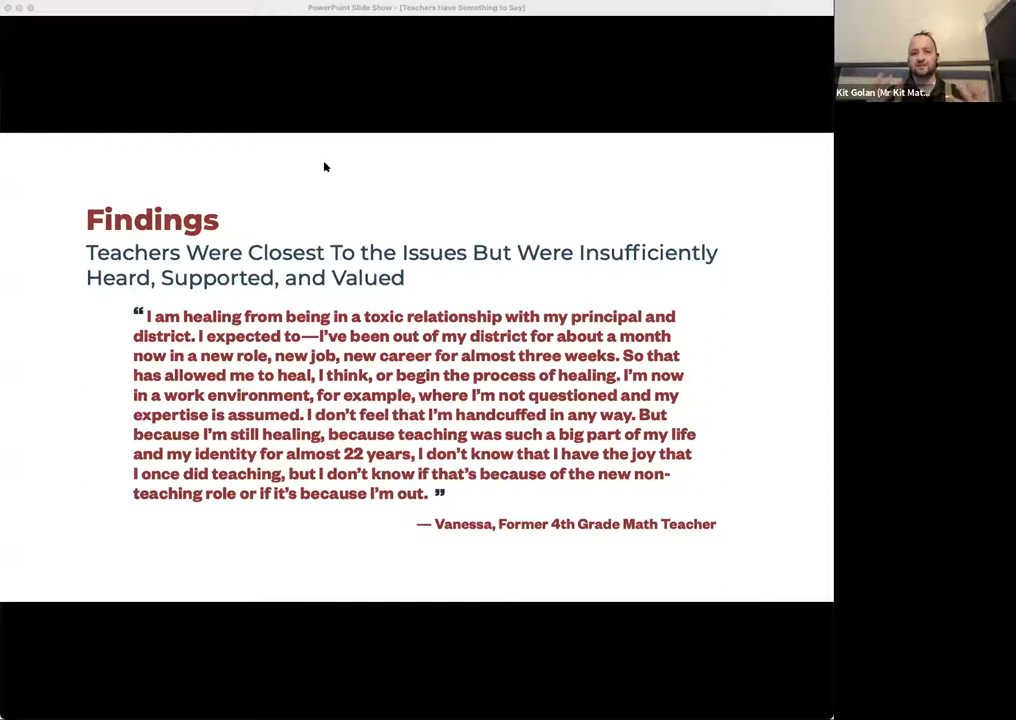 PowerPoint Slide Show - [Teachers Have Something to Say]
Kit Golan (Mr Kit Mat...
Findings
Teachers Were Closest To the Issues But Were Insufficiently
Heard, Supported, and Valued
“I am healing from being in a toxic relationship with my principal and
district. I expected to—I’ve been out of my district for about a month
now in a new role, new job, new career for almost three weeks. So that
has allowed me to heal, I think, or begin the process of healing. I’m now
in a work environment, for example, where I’m not questioned and my
expertise is assumed. I don’t feel that I’m handcuffed in any way. But
because I’m still healing, because teaching was such a big part of my life
and my identity for almost 22 years, I don’t know that I have the joy that
I once did teaching, but I don’t know if that’s because of the new non-
teaching role or if it’s because I’m out. ”
— Vanessa, Former 4th Grade Math Teacher